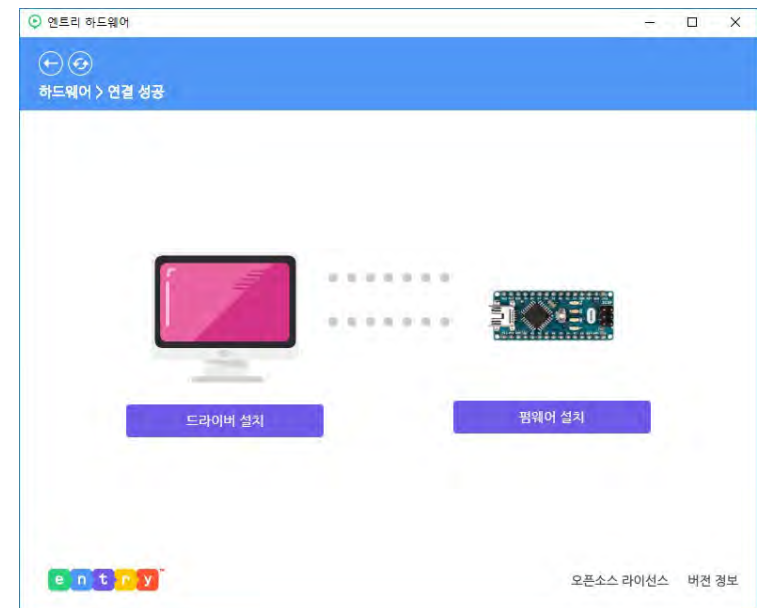 엔트리 하드웨어
하드웨어 > 연결 성공
드라이버 설치
펌웨어 설치
entry™
오픈소스 라이선스 버전 정보